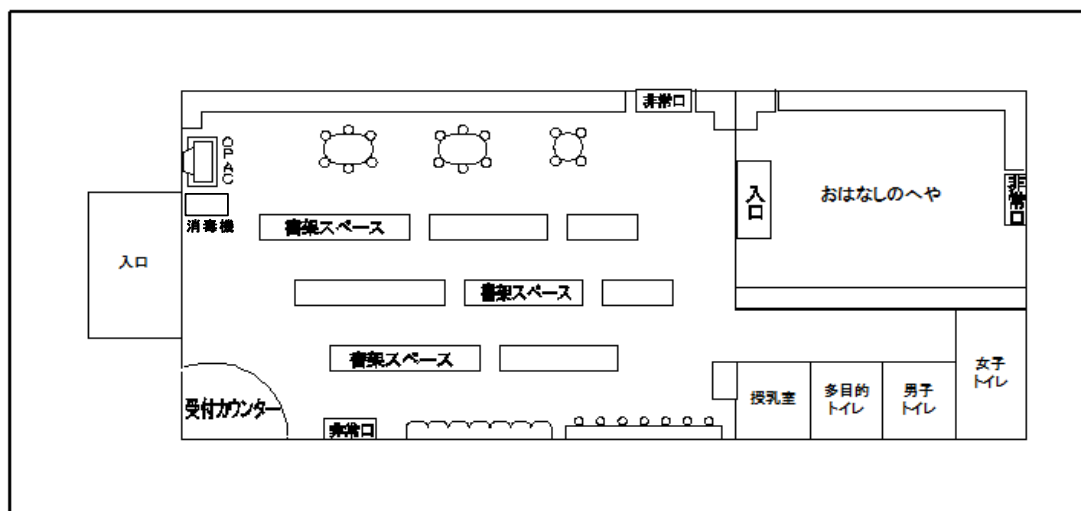 非常口
OPAC
消毒機
入口
書架スペース
書架スペース
書架スペース
受付カウンター
非常口
入口
おはなしのへや
非常口
授乳室
多目的
トイレ
男子
トイレ
女子
トイレ